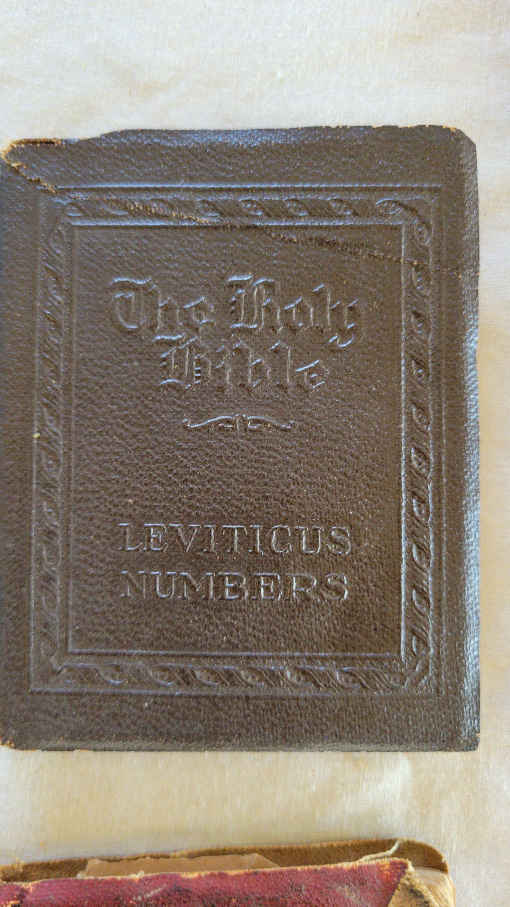 The Holy
Bible
LEVITICUS
NUMBERS